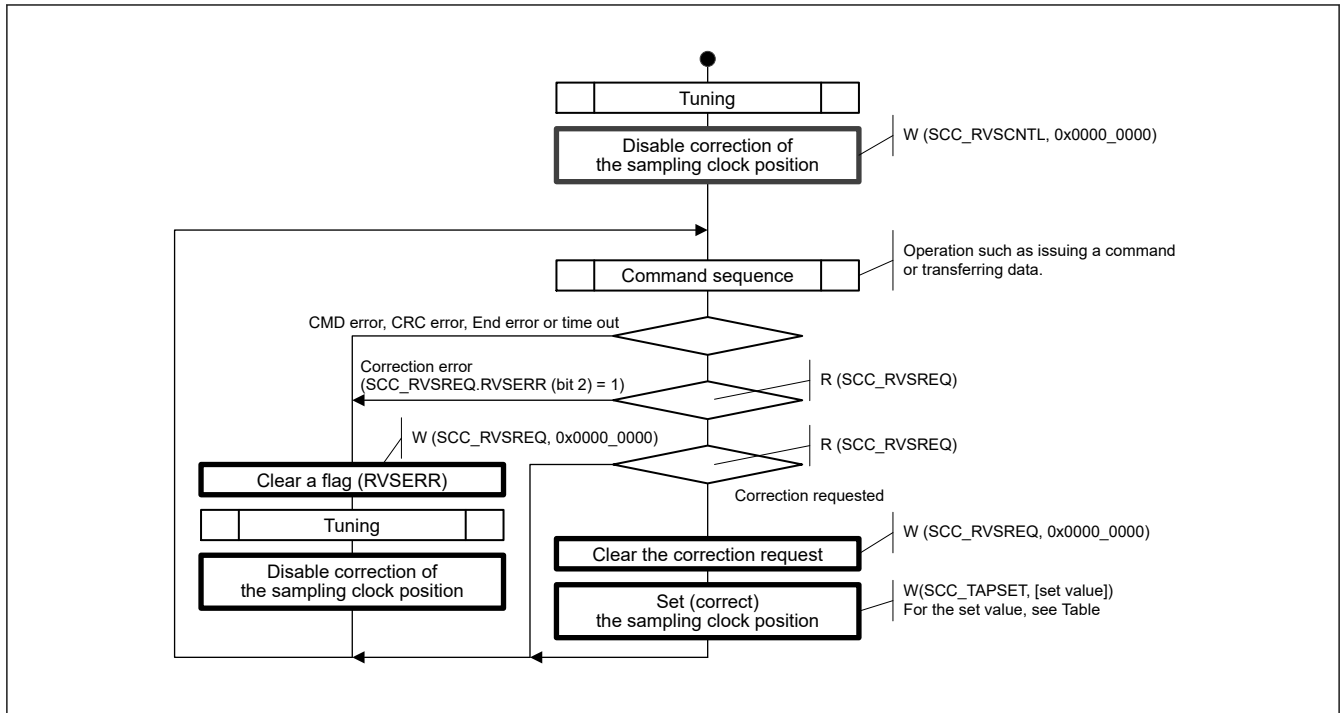 Tuning
Disable correction of
the sampling clock position
W (SCC_RVSCNTL, 0x0000_0000)
Command sequence
Operation such as issuing a command
or transferring data.
CMD error, CRC error, End error or time out
Correction error
(SCC_RVSREQ.RVSERR (bit 2) = 1)
R (SCC_RVSREQ)
W (SCC_RVSREQ, 0x0000_0000)
R (SCC_RVSREQ)
Clear a flag (RVSERR)
Correction requested
Tuning
Clear the correction request
W (SCC_RVSREQ, 0x0000_0000)
Disable correction of
the sampling clock position
Set (correct)
the sampling clock position
W(SCC_TAPSET, [set value])
For the set value, see Table